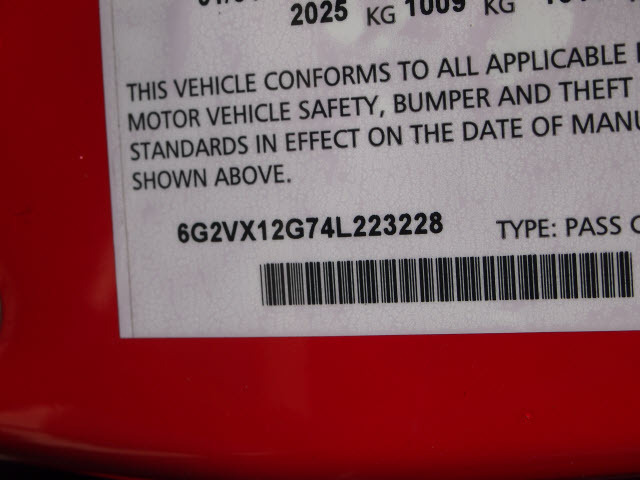 2025 KG 1009 KG
THIS VEHICLE CONFORMS TO ALL APPLICABLE
MOTOR VEHICLE SAFETY, BUMPER AND THEFT
STANDARDS IN EFFECT ON THE DATE OF MANU
SHOWN ABOVE.
6G2VX12G74L223228 TYPE: PASS C